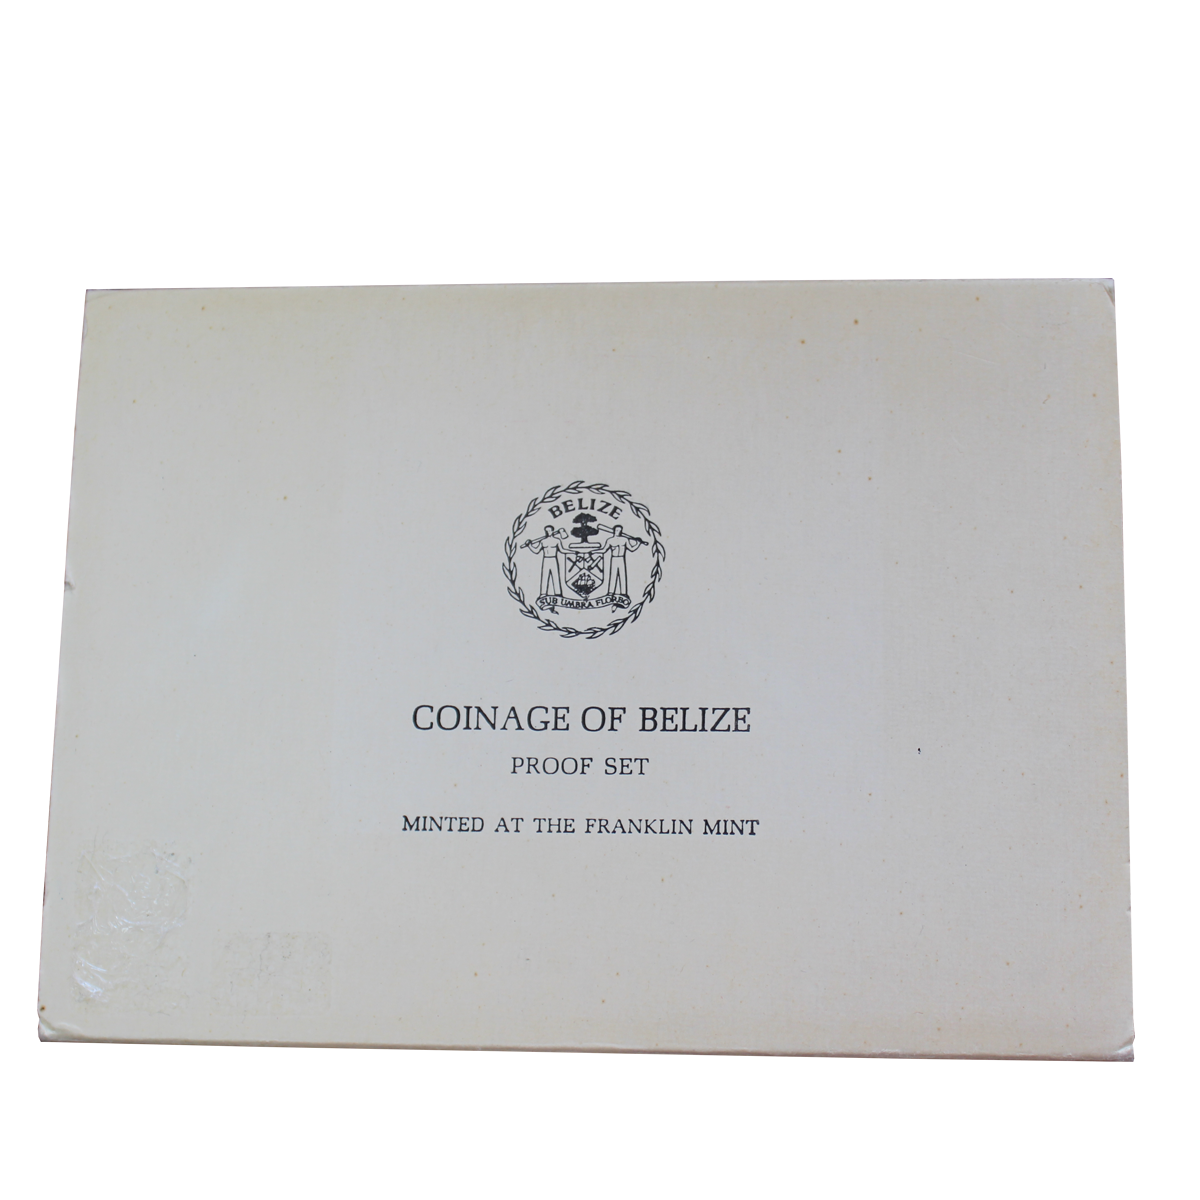 BELIZE
SUB UMBRA FLOREO
COINAGE OF BELIZE
PROOF SET
MINTED AT THE FRANKLIN MINT